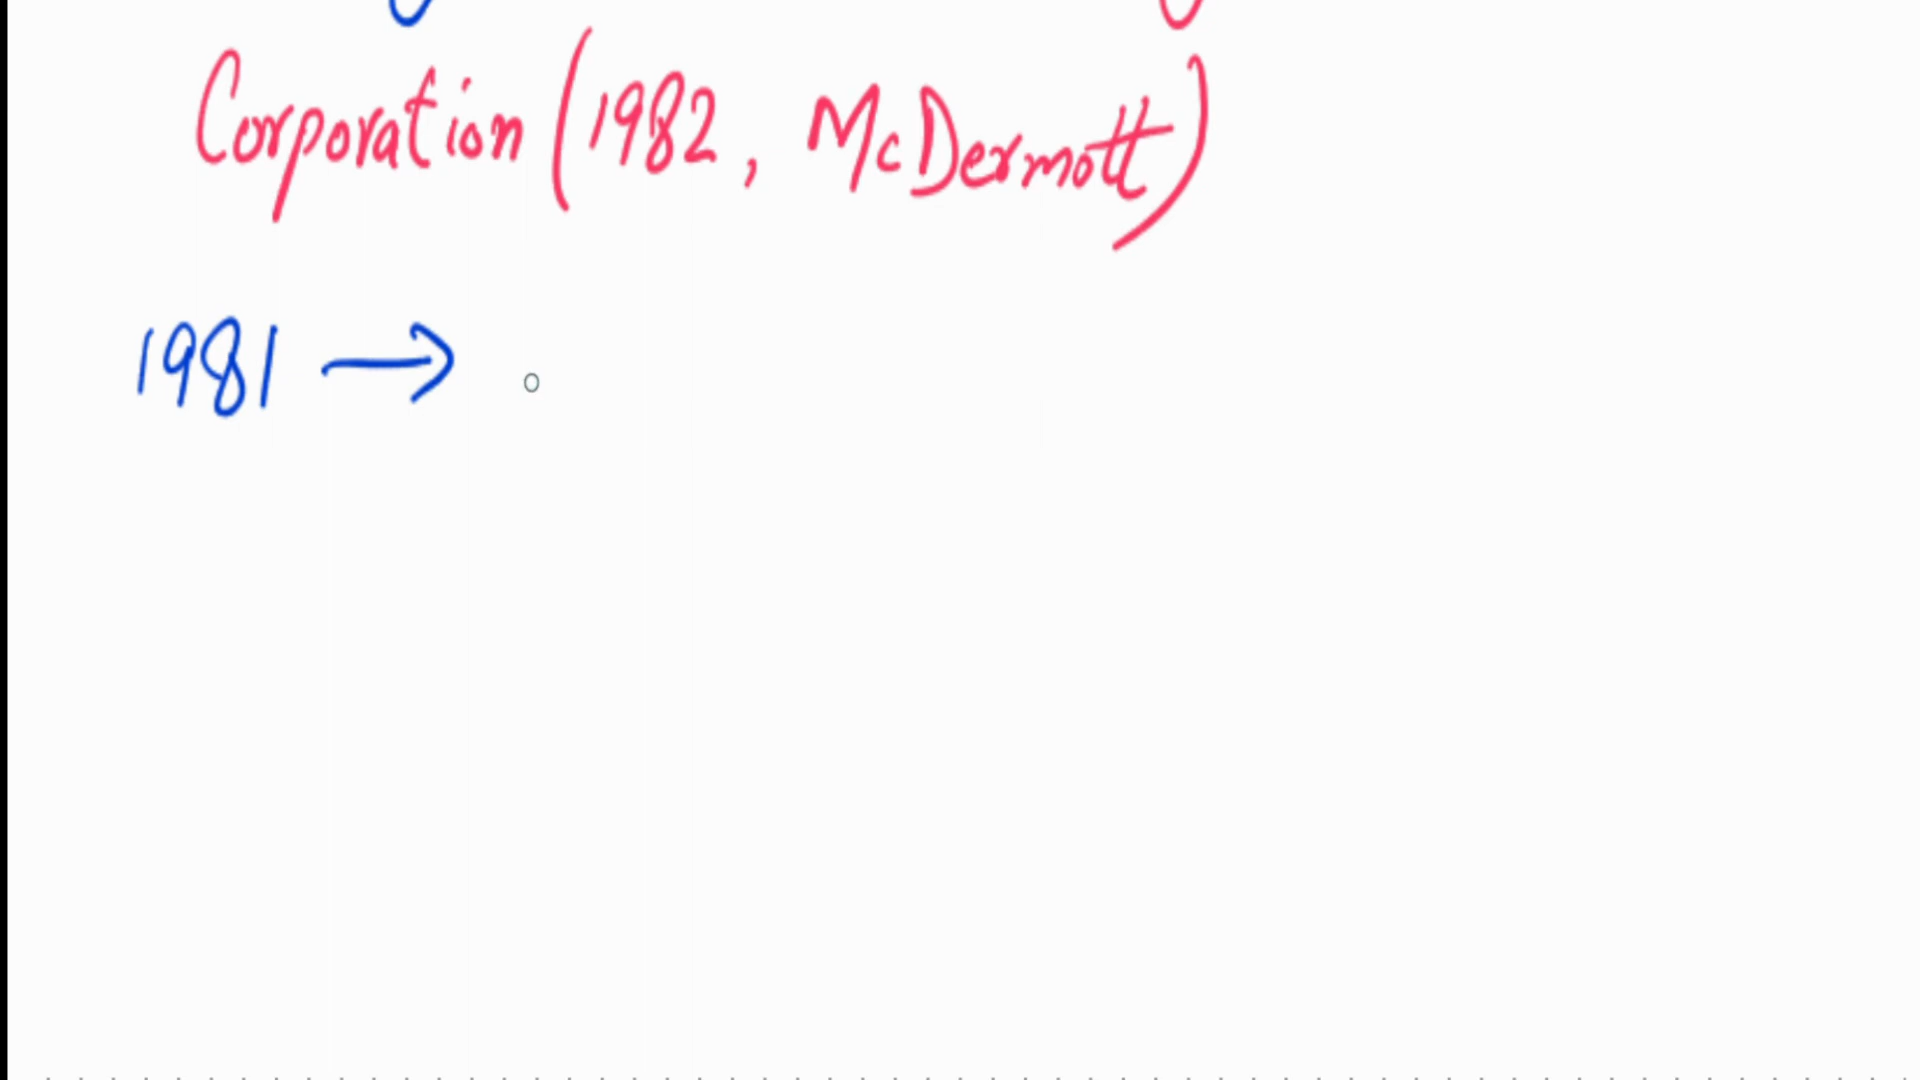 Corporation (1982, McDermott)
1981 →